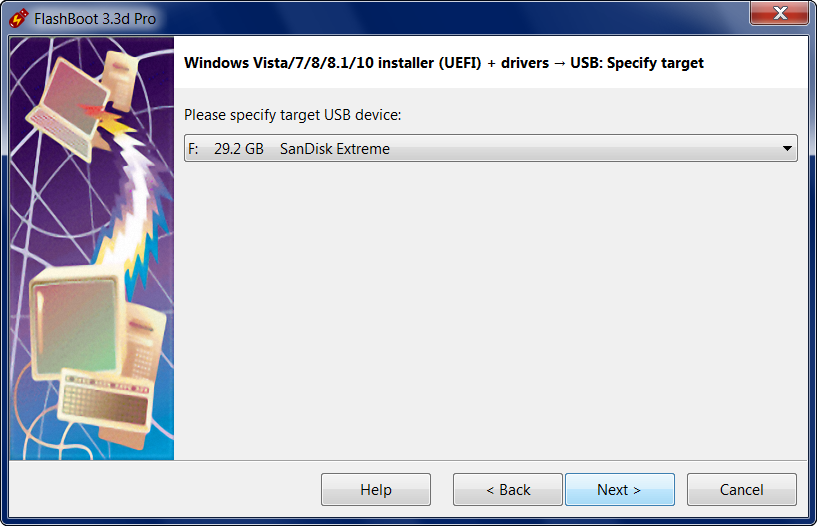 FlashBoot 3.3d Pro
Windows Vista/7/8/8.1/10 installer (UEFI) + drivers → USB: Specify target
Please specify target USB device:
F: 29.2 GB SanDisk Extreme
Help
< Back
Next >
Cancel